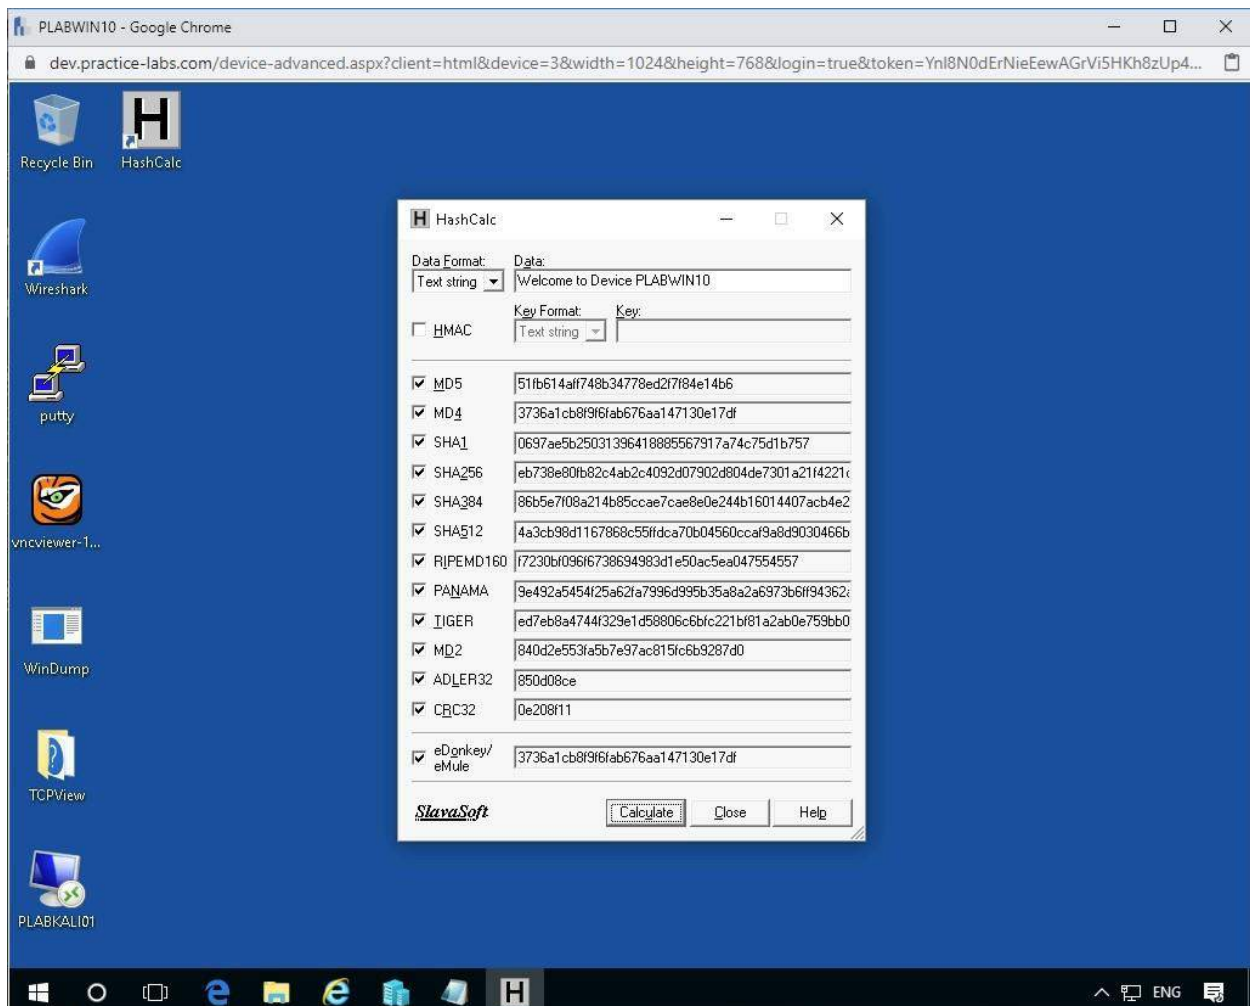 PLABWIN10 - Google Chrome
dev.practice-labs.com/device-advanced.aspx?client=html&device=3&width=1024&height=768&login=true&token=YnI8N0dErNieEewAGrVi5HKh8zUp4...
Recycle Bin
HashCalc
Wireshark
putty
vncviewer-1...
WinDump
TCPView
PLABKALI01
H HashCalc
Data Format: Data:
Text string Welcome to Device PLABWIN10
Key Format: Key:
HMAC Text string
MD5 51fb614aff748b34778ed2f7f84e14b6
MD4 3736a1cb8f9f6fab676aa147130e17df
SHA1 0697ae5b25031396418885567917a74c75d1b757
SHA256 eb738e80fb82c4ab2c4092d07902d804de7301a21f4221c
SHA384 86b5e7f08a214b85ccae7cae8e0e244b16014407acb4e2
SHA512 4a3cb98d1167868c55ffdca70b04560ccaf9a8d9030466b
RIPEMD160 f7230bf096f6738694983d1e50ac5ea047554557
PANAMA 9e492a5454f25a62fa7996d995b35a8a2a6973b6ff94362a
TIGER ed7eb8a4744f329e1d58806c6bfc221bf81a2ab0e759bb0
MD2 840d2e553fa5b7e97ac815fc6b9287d0
ADLER32 850d08ce
CRC32 0e208f11
eDonkey/
eMule 3736a1cb8f9f6fab676aa147130e17df
SlavaSoft Calculate Close Help
ENG